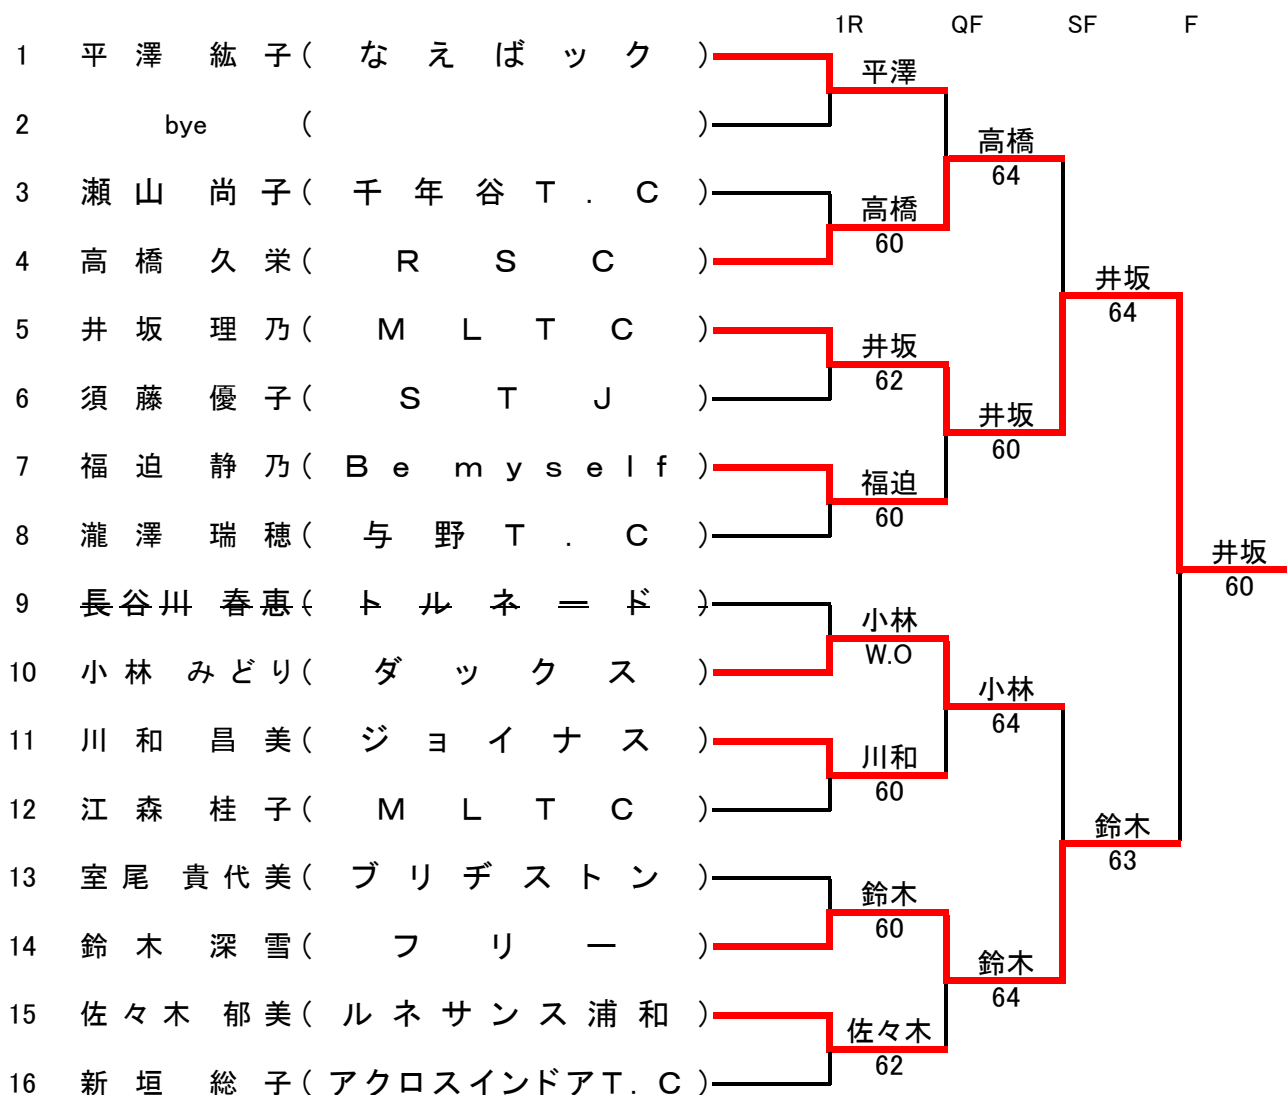 1R QF SF F
1 平澤 紘子(なえばック)
平澤
2 bye ( )
高橋
64
3 瀬山 尚子(千年谷T.C)
高橋
60
4 高橋 久栄(RSC)
井坂
64
5 井坂 理乃(MLTC)
井坂
62
6 須藤 優子(STJ)
井坂
60
7 福迫 静乃(Be myself)
福迫
60
8 瀧澤 瑞穂(与野T.C)
井坂
60
9 長谷川 春恵(トルネード)
小林
W.O
10 小林 みどり(ダックス)
小林
64
11 川和 昌美(ジョイナス)
川和
60
12 江森 桂子(MLTC)
鈴木
63
13 室尾 貴代美(ブリヂストン)
鈴木
60
14 鈴木 深雪(フリー)
鈴木
64
15 佐々木 郁美(ルネサンス浦和)
佐々木
62
16 新垣 総子(アクロスインドアT.C)